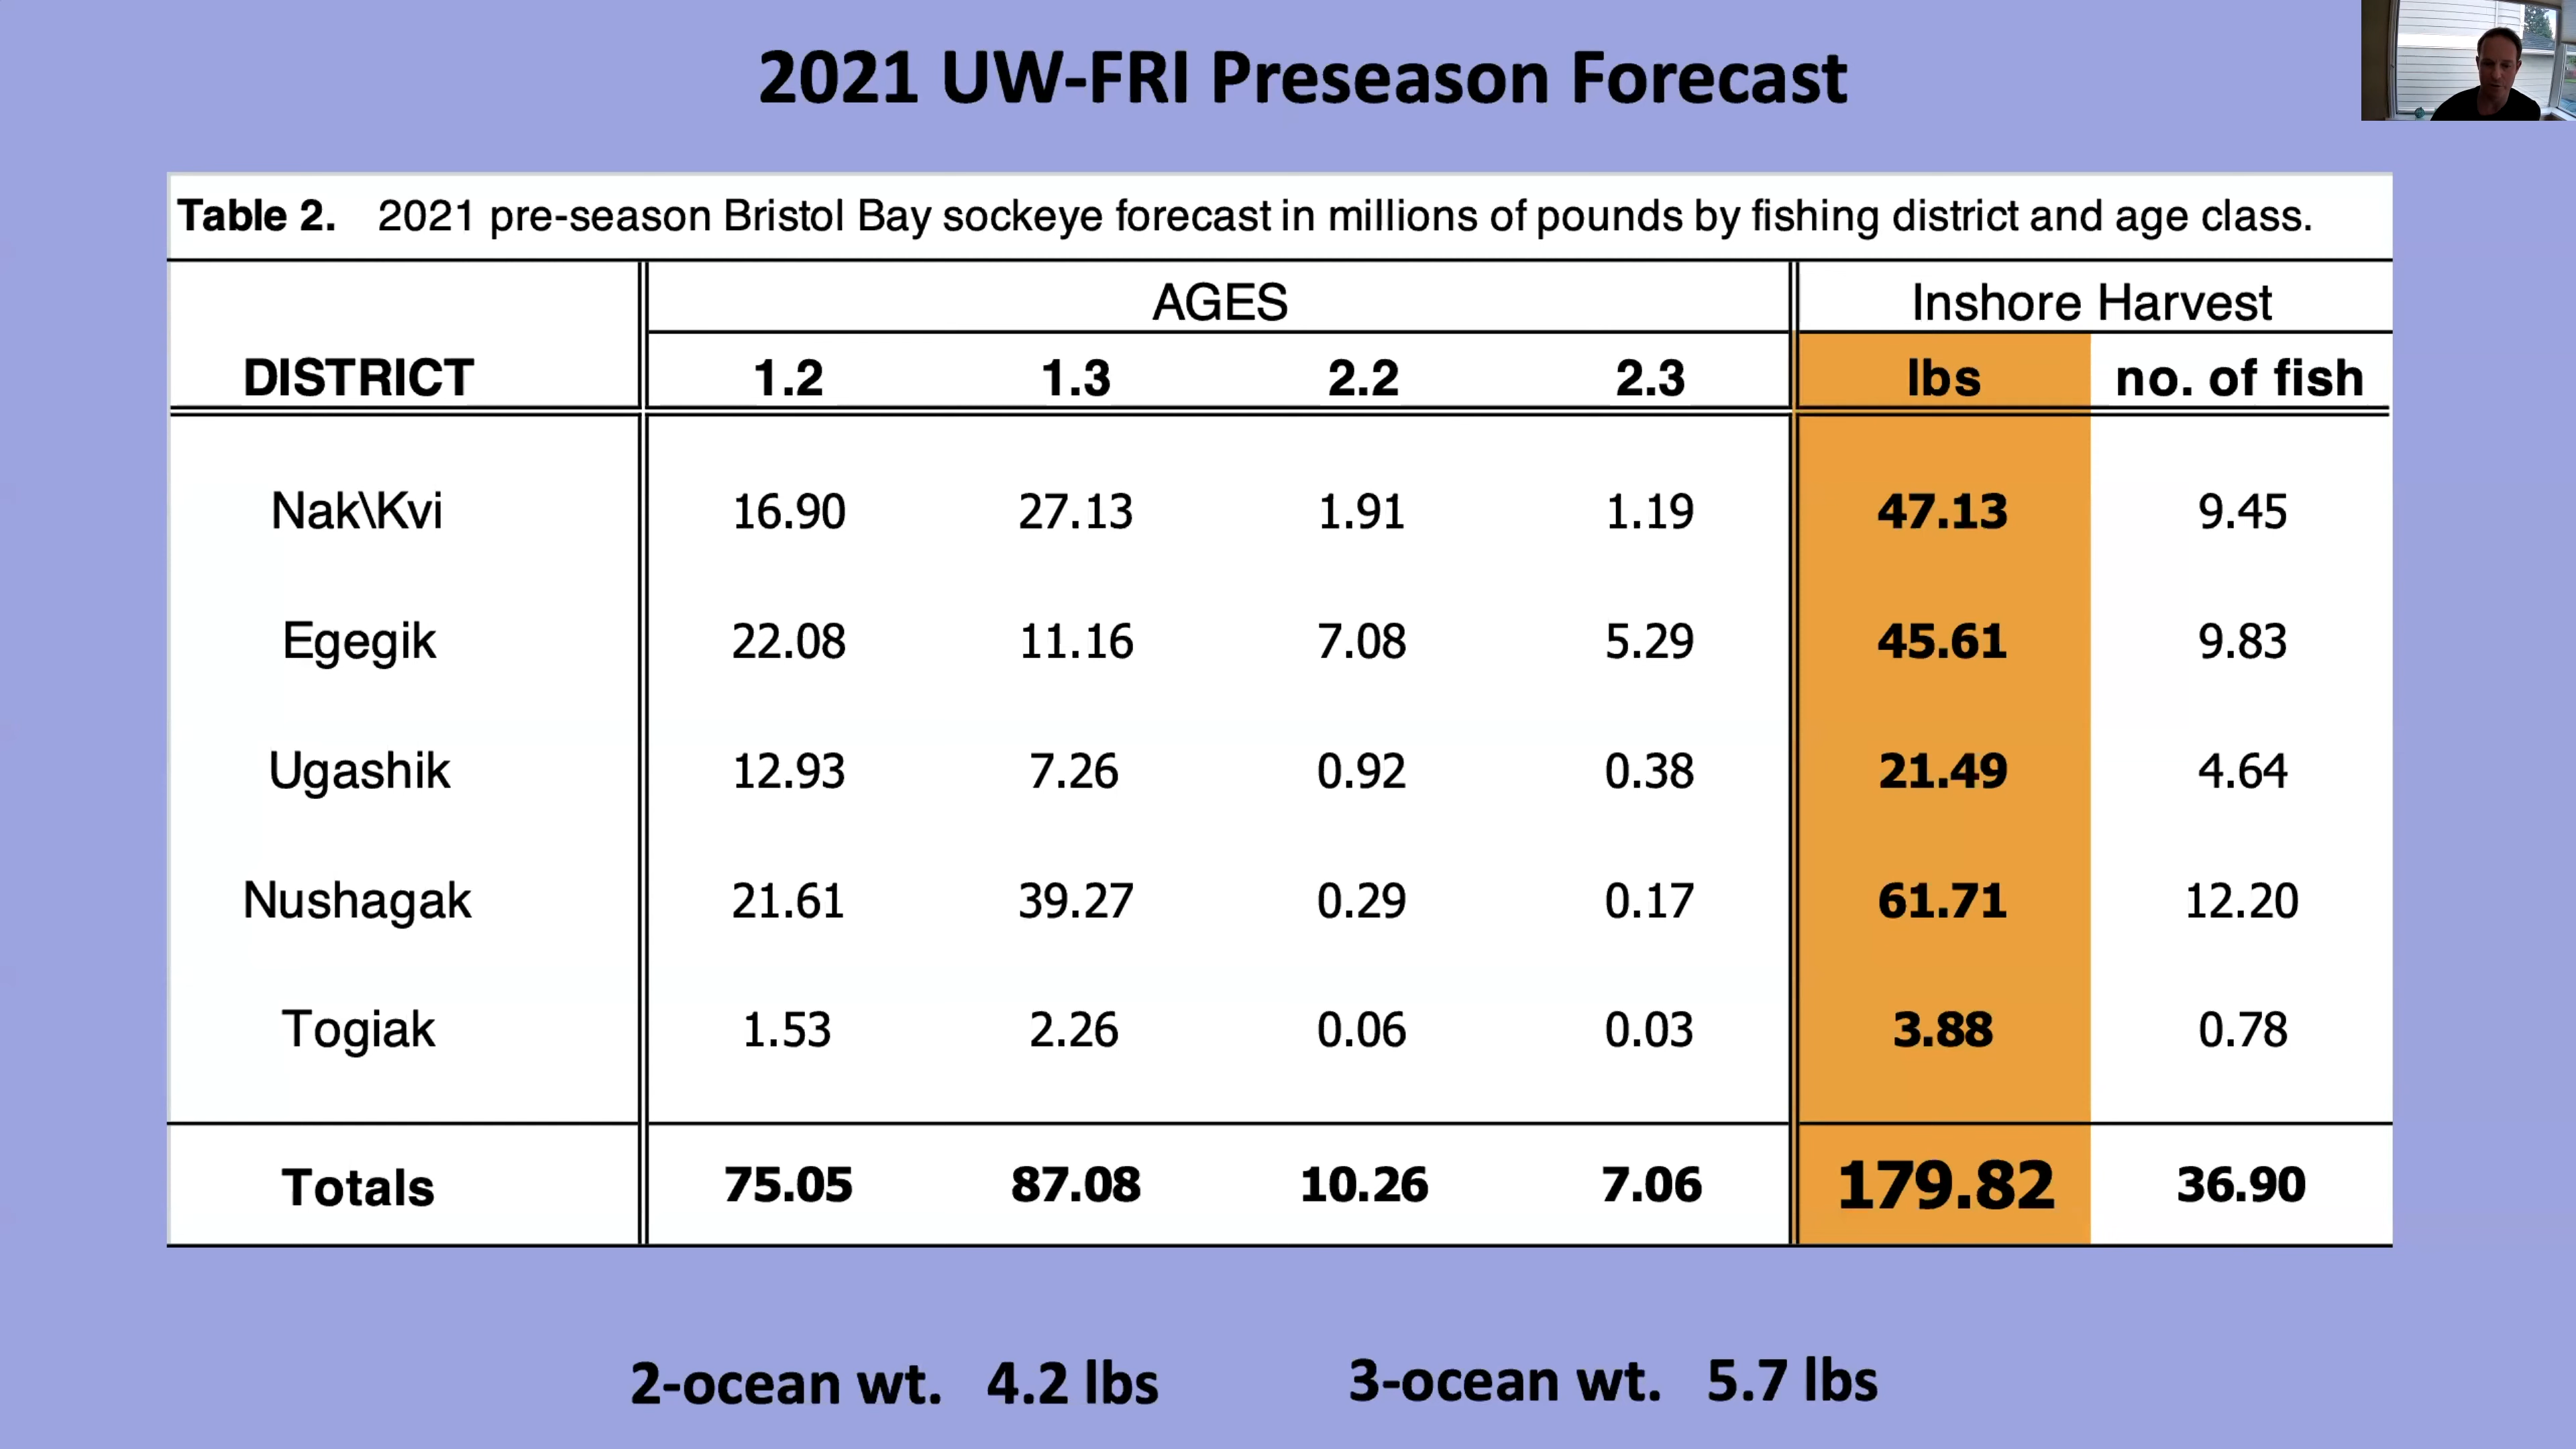 2021 UW-FRI Preseason Forecast
Table 2. 2021 pre-season Bristol Bay sockeye forecast in millions of pounds by fishing district and age class.
AGES Inshore Harvest
DISTRICT 1.2 1.3 2.2 2.3 lbs no. of fish
Nak\Kvi 16.90 27.13 1.91 1.19 47.13 9.45
Egegik 22.08 11.16 7.08 5.29 45.61 9.83
Ugashik 12.93 7.26 0.92 0.38 21.49 4.64
Nushagak 21.61 39.27 0.29 0.17 61.71 12.20
Togiak 1.53 2.26 0.06 0.03 3.88 0.78
Totals 75.05 87.08 10.26 7.06 179.82 36.90
2-ocean wt. 4.2 lbs 3-ocean wt. 5.7 lbs